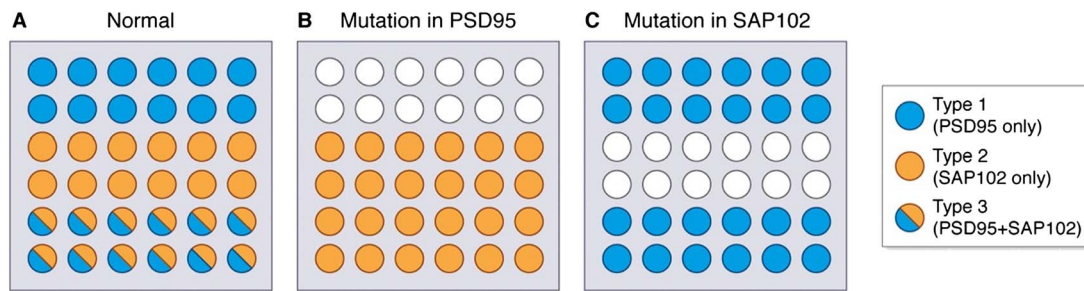 A Normal
B Mutation in PSD95
C Mutation in SAP102
Type 1
(PSD95 only)
Type 2
(SAP102 only)
Type 3
(PSD95+SAP102)